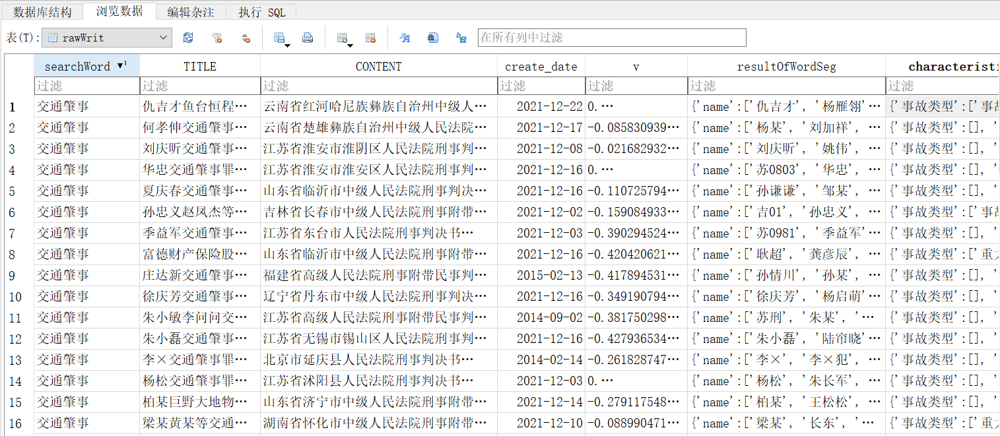 数据库结构 浏览数据 编辑杂注 执行 SQL
表(T): rawWrit 在所有列中过滤
searchWord ▼¹ TITLE CONTENT create_date v resultOfWordSeg characteristi
过滤 过滤 过滤 过滤 过滤 过滤 过滤
1 交通肇事 仇吉才鱼台恒程… 云南省红河哈尼族彝族自治州中级人… 2021-12-22 0.… {'name':['仇吉才', '杨雁翎'… {'事故类型':['事故
2 交通肇事 何孝伸交通肇事… 云南省楚雄彝族自治州中级人民法院… 2021-12-17 -0.085830939… {'name':['杨某', '刘加祥', … {'事故类型':[], '
3 交通肇事 刘庆昕交通肇事… 江苏省淮安市淮阴区人民法院刑事判… 2021-12-08 -0.021682932… {'name':['刘庆昕', '姚伟', … {'事故类型':[], '
4 交通肇事 华忠交通肇事罪… 江苏省淮安市淮安区人民法院刑事判… 2021-12-16 0.… {'name':['苏0803', '华忠', … {'事故类型':[], '
5 交通肇事 夏庆春交通肇事… 山东省临沂市中级人民法院刑事判决… 2021-12-16 -0.110725794… {'name':['孙谦谦', '邹某', … {'事故类型':[], '
6 交通肇事 孙忠义赵凤杰等… 吉林省长春市中级人民法院刑事附带… 2021-12-02 -0.159084933… {'name':['吉01', '孙忠义', … {'事故类型':['事故
7 交通肇事 季益军交通肇事… 江苏省东台市人民法院刑事判决书… 2021-12-03 -0.390294524… {'name':['苏0981', '季益军'… {'事故类型':[], '
8 交通肇事 富德财产保险股… 山东省临沂市中级人民法院刑事附带… 2021-12-16 -0.420420621… {'name':['耿超', '龚彦辰', … {'事故类型':['重大
9 交通肇事 庄达新交通肇事… 福建省高级人民法院刑事附带民事判… 2015-02-13 -0.417894531… {'name':['孙情川', '孙某', … {'事故类型':[], '
10 交通肇事 徐庆芳交通肇事… 辽宁省丹东市中级人民法院刑事判决… 2021-12-16 -0.349190794… {'name':['徐庆芳', '杨启萌'… {'事故类型':[], '
11 交通肇事 朱小敏李问问交… 江苏省高级人民法院刑事附带民事判… 2014-09-02 -0.381750298… {'name':['苏刑', '朱某', '… {'事故类型':[], '
12 交通肇事 朱小磊交通肇事… 江苏省无锡市锡山区人民法院刑事判… 2021-12-16 -0.427936534… {'name':['朱小磊', '陆帘晓'… {'事故类型':[], '
13 交通肇事 李×交通肇事罪… 北京市延庆县人民法院刑事判决书… 2014-02-14 -0.261828747… {'name':['李×', '李×犯', … {'事故类型':[], '
14 交通肇事 杨松交通肇事罪… 江苏省沭阳县人民法院刑事判决书… 2021-12-03 0.… {'name':['杨松', '朱长军', … {'事故类型':[], '
15 交通肇事 柏某巨野大地物… 山东省济宁市中级人民法院刑事附带… 2021-12-14 -0.279117548… {'name':['柏某', '王松松', … {'事故类型':[], '
16 交通肇事 梁某黄某等交通… 湖南省怀化市中级人民法院刑事附带… 2021-12-10 -0.088990471… {'name':['梁某', '长东', '… {'事故类型':['重大